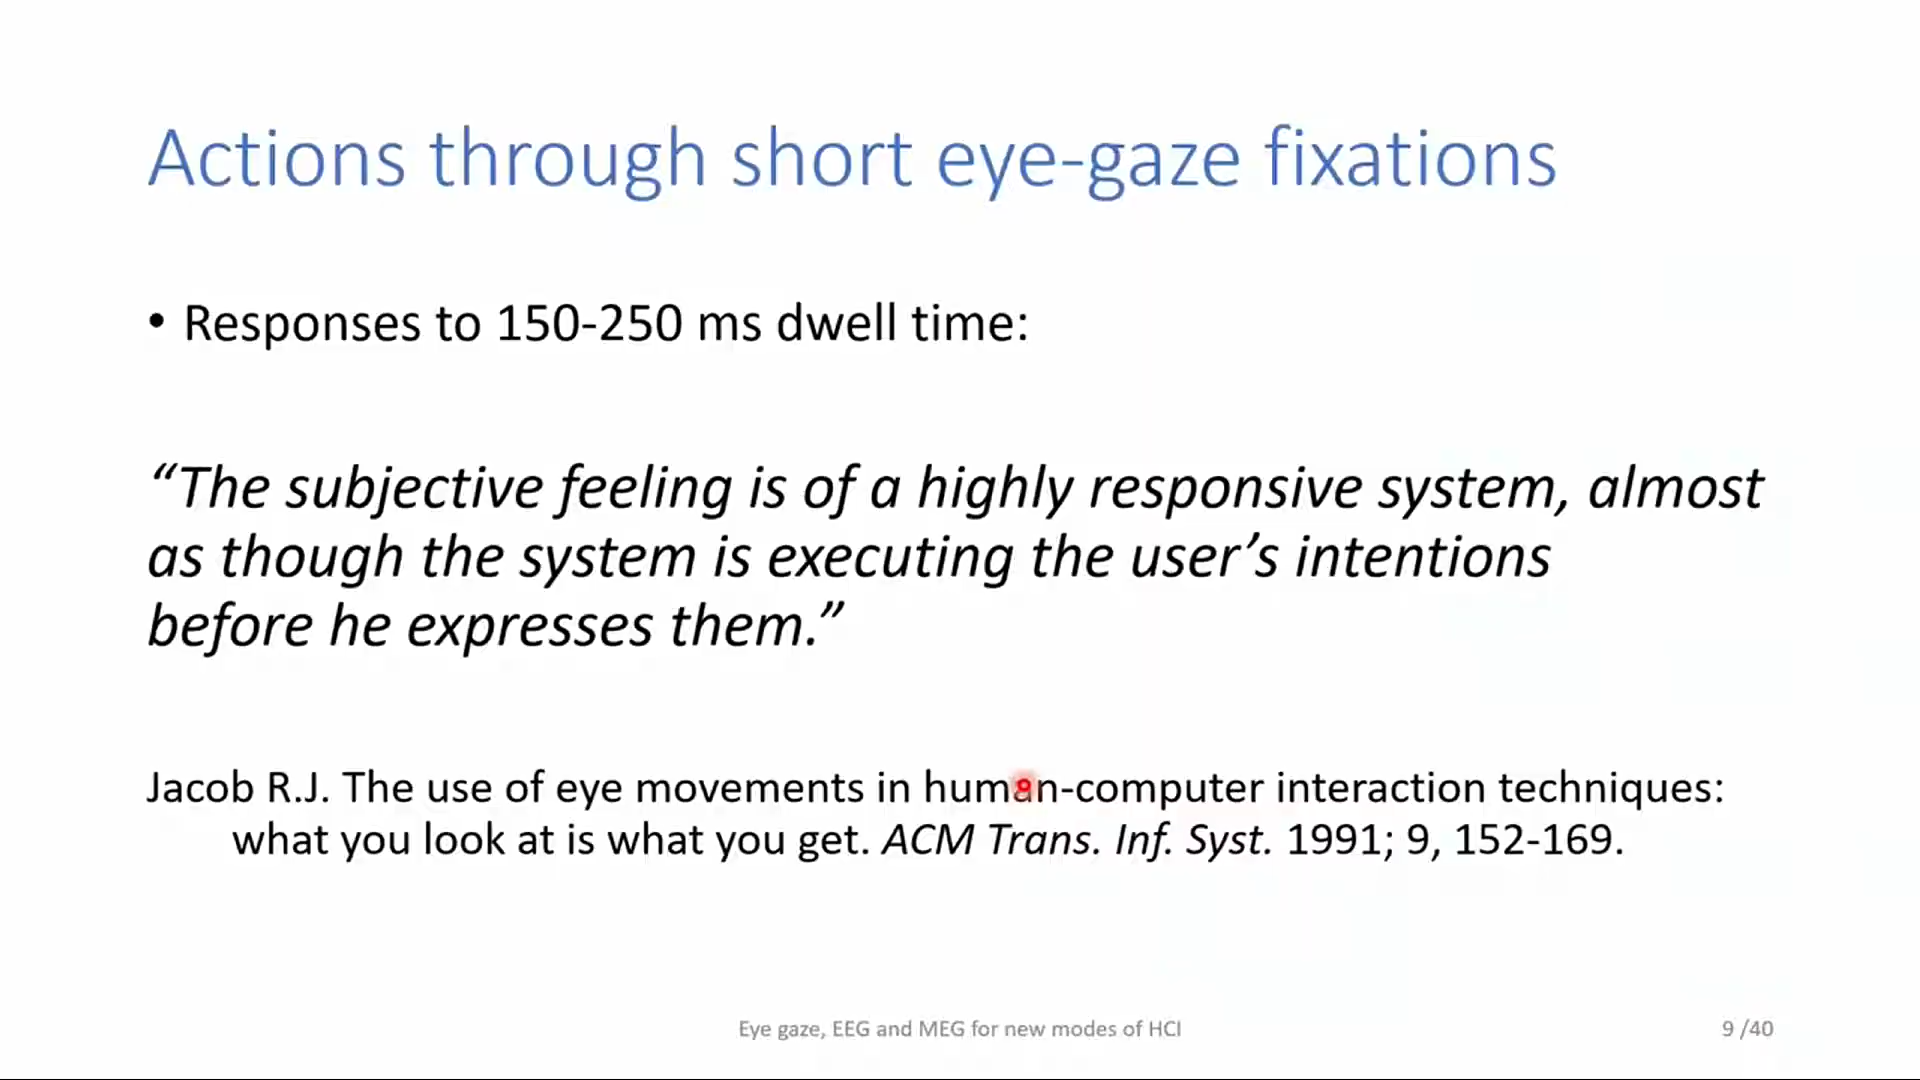 Actions through short eye-gaze fixations
• Responses to 150-250 ms dwell time:
“The subjective feeling is of a highly responsive system, almost
as though the system is executing the user’s intentions
before he expresses them.”
Jacob R.J. The use of eye movements in human-computer interaction techniques:
what you look at is what you get. ACM Trans. Inf. Syst. 1991; 9, 152-169.
Eye gaze, EEG and MEG for new modes of HCI
9 /40